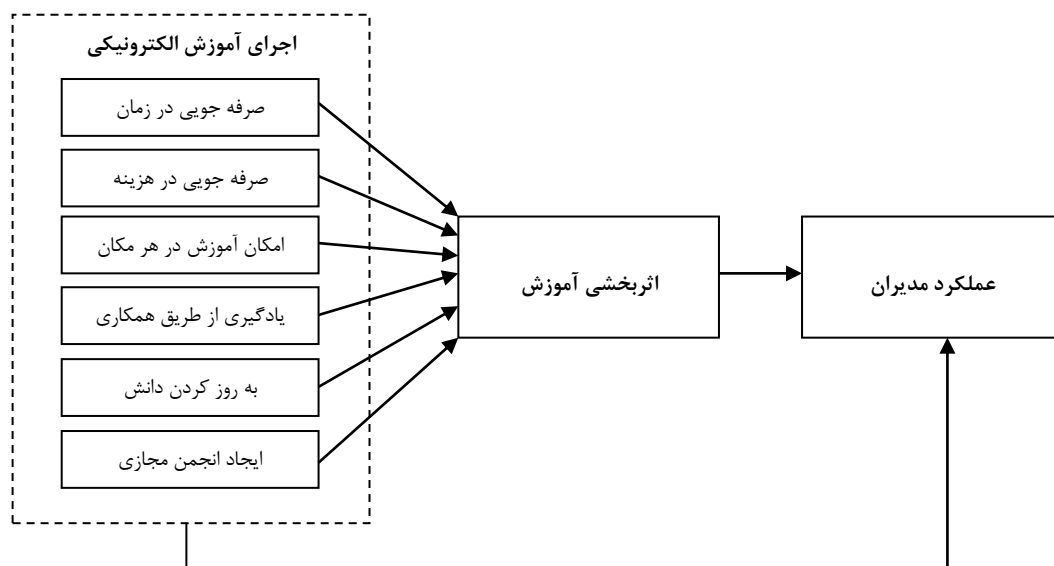 اجرای آموزش الکترونیکی
صرفه جویی در زمان
صرفه جویی در هزینه
امکان آموزش در هر مکان
یادگیری از طریق همکاری
به روز کردن دانش
ایجاد انجمن مجازی
اثربخشی آموزش
عملکرد مدیران